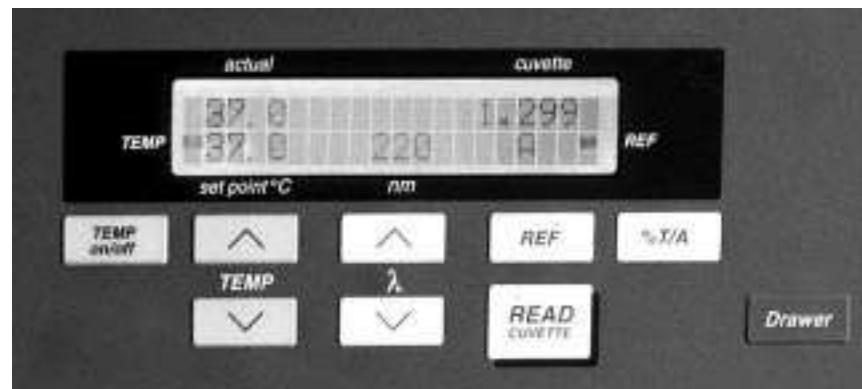 actual cuvette
37.0 1.299
TEMP 37.0 220 A REF
set point °C nm
TEMP on/off REF %T/A
TEMP λ
READ CUVETTE Drawer